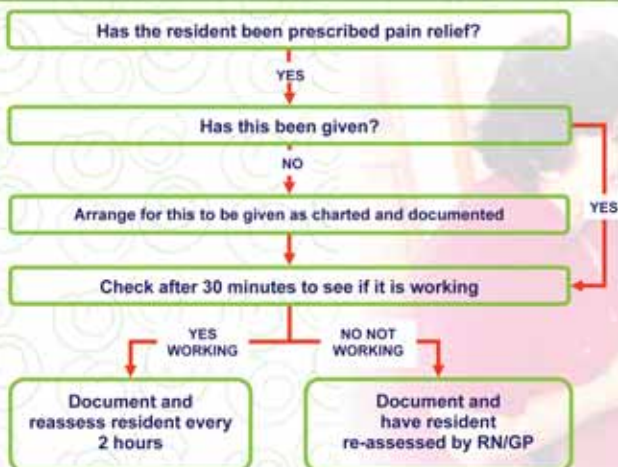 Has the resident been prescribed pain relief?
YES
Has this been given?
NO
YES
Arrange for this to be given as charted and documented
Check after 30 minutes to see if it is working
YES
WORKING
NO NOT
WORKING
Document and
reassess resident every
2 hours
Document and
have resident
re-assessed by RN/GP